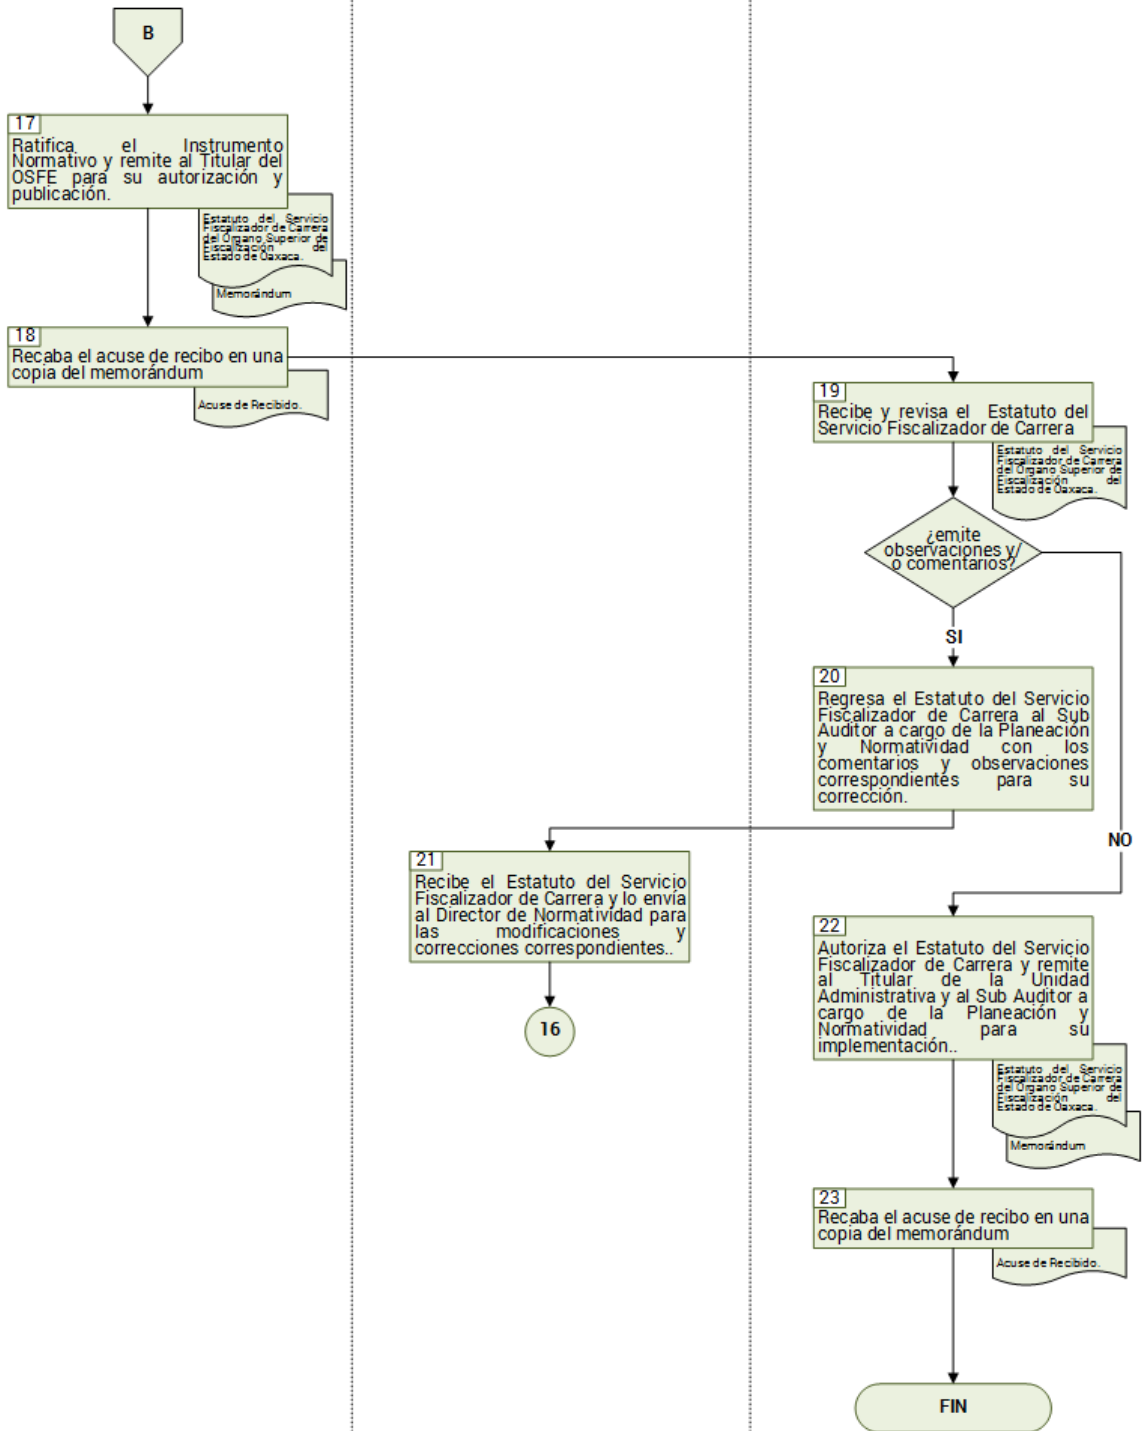 B
17
Ratifica el Instrumento
Normativo y remite al Titular del
OSFE para su autorización y
publicación.
Estatuto del Servicio
Fiscalizador de Carrera
del Órgano Superior de
Fiscalización del
Estado de Oaxaca.
Memorándum
18
Recaba el acuse de recibo en una
copia del memorándum
Acuse de Recibido.
19
Recibe y revisa el Estatuto del
Servicio Fiscalizador de Carrera
Estatuto del Servicio
Fiscalizador de Carrera
del Órgano Superior de
Fiscalización del
Estado de Oaxaca.
¿emite
observaciones y/
o comentarios?
SI
20
Regresa el Estatuto del Servicio
Fiscalizador de Carrera al Sub
Auditor a cargo de la Planeación
y Normatividad con los
comentarios y observaciones
correspondientes para su
corrección.
NO
21
Recibe el Estatuto del Servicio
Fiscalizador de Carrera y lo envía
al Director de Normatividad para
las modificaciones y
correcciones correspondientes..
16
22
Autoriza el Estatuto del Servicio
Fiscalizador de Carrera y remite
al Titular de la Unidad
Administrativa y al Sub Auditor a
cargo de la Planeación y
Normatividad para su
implementación..
Estatuto del Servicio
Fiscalizador de Carrera
del Órgano Superior de
Fiscalización del
Estado de Oaxaca.
Memorándum
23
Recaba el acuse de recibo en una
copia del memorándum
Acuse de Recibido.
FIN